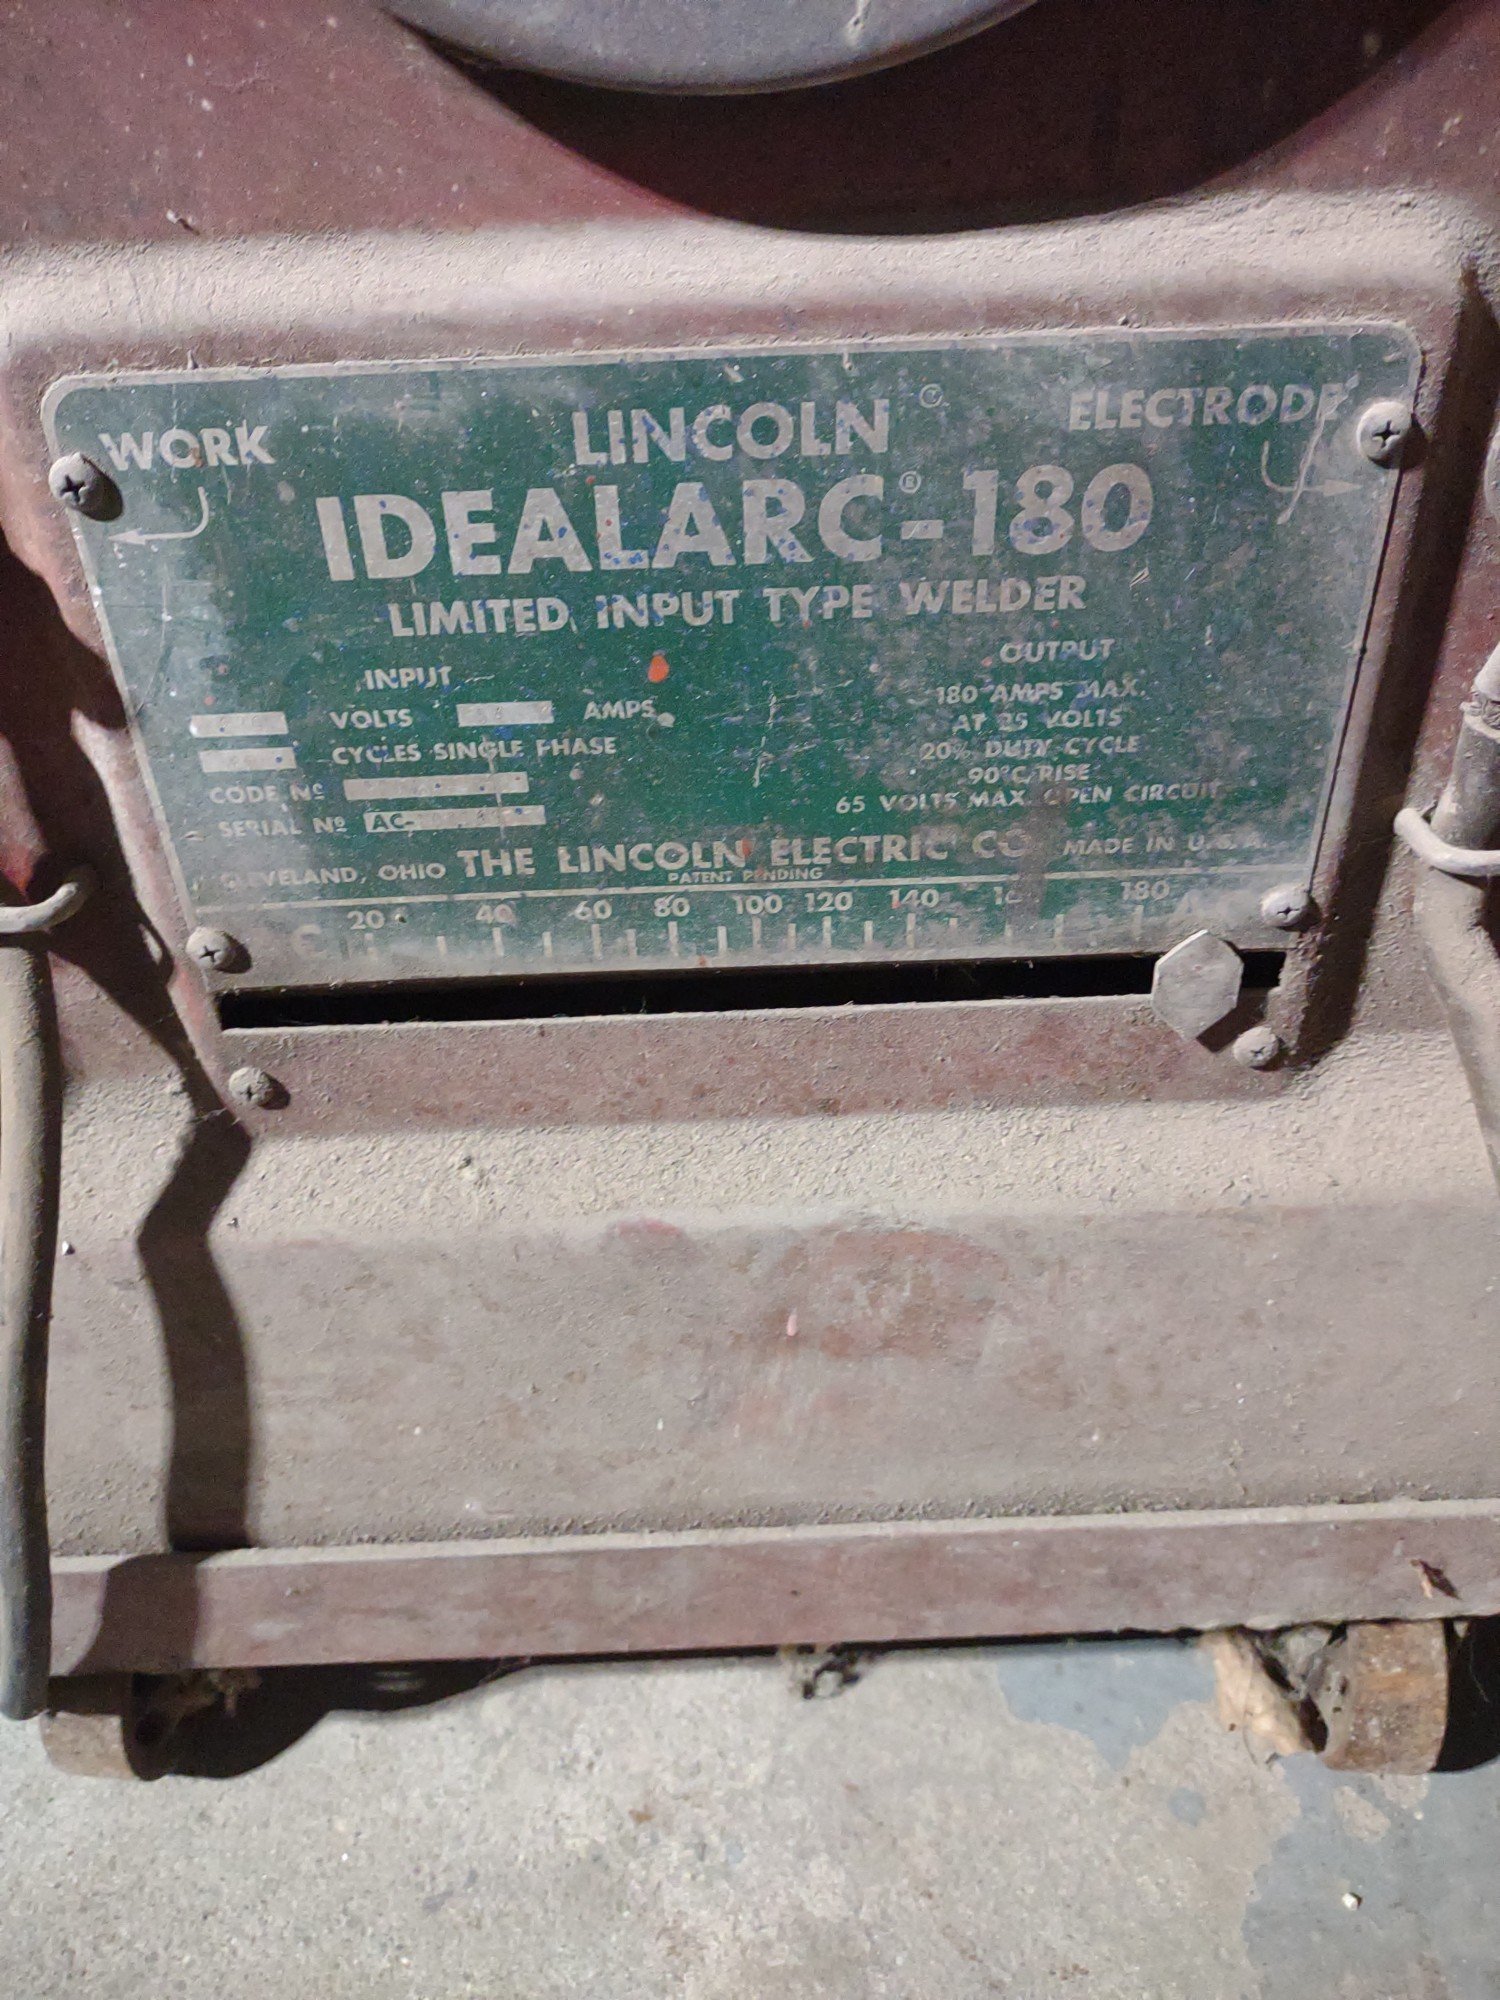 WORK
LINCOLN ®
ELECTRODE
IDEALARC®-180
LIMITED INPUT TYPE WELDER
INPUT
VOLTS AMPS.
CYCLES SINGLE PHASE
CODE Nº
SERIAL Nº AC-
OUTPUT
180 AMPS MAX.
AT 25 VOLTS
20% DUTY CYCLE
90°C RISE
65 VOLTS MAX. OPEN CIRCUIT
CLEVELAND, OHIO THE LINCOLN ELECTRIC CO. MADE IN U.S.A.
PATENT PENDING
20 40 60 80 100 120 140 180